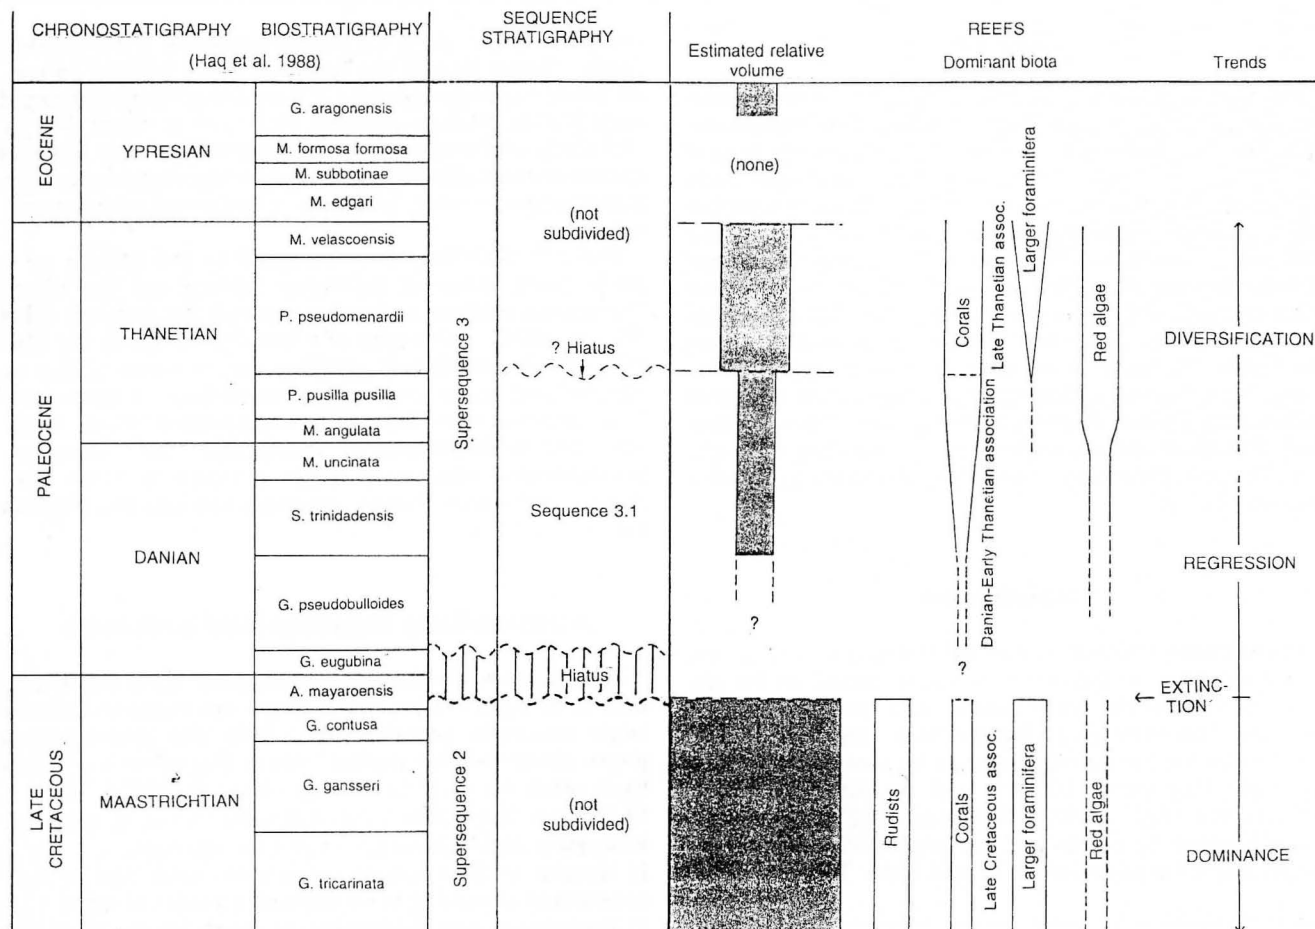 CHRONOSTATIGRAPHY
BIOSTRATIGRAPHY
(Haq et al. 1988)
SEQUENCE
STRATIGRAPHY
REEFS
Estimated relative
volume
Dominant biota
Trends
EOCENE
YPRESIAN
G. aragonensis
M. formosa formosa
M. subbotinae
M. edgari
(not
subdivided)
(none)
PALEOCENE
THANETIAN
M. velascoensis
P. pseudomenardii
P. pusilla pusilla
M. angulata
DANIAN
M. uncinata
S. trinidadensis
G. pseudobulloides
G. eugubina
Supersequence 3
? Hiatus
Sequence 3.1
Hiatus
?
Corals
Late Thanetian assoc.
Danian-Early Thanetian association
Larger foraminifera
Red algae
?
DIVERSIFICATION
REGRESSION
EXTINC-
TION
LATE
CRETACEOUS
MAASTRICHTIAN
A. mayaroensis
G. contusa
G. gansseri
G. tricarinata
Supersequence 2
(not
subdivided)
Rudists
Corals
Late Cretaceous assoc.
Larger foraminifera
Red algae
DOMINANCE